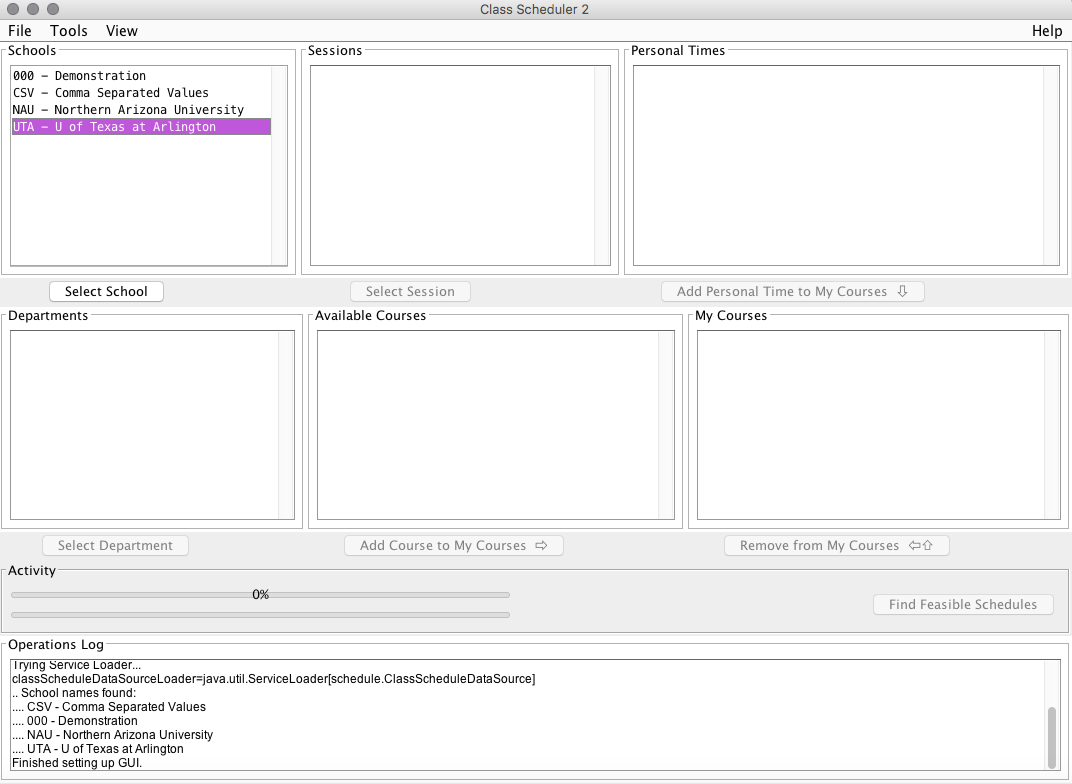 Class Scheduler 2
File Tools View Help
Schools
000 – Demonstration
CSV – Comma Separated Values
NAU – Northern Arizona University
UTA – U of Texas at Arlington
Sessions
Personal Times
Select School
Select Session
Add Personal Time to My Courses ⇩
Departments
Available Courses
My Courses
Select Department
Add Course to My Courses ⇨
Remove from My Courses ⇦⇧
Activity
0%
Find Feasible Schedules
Operations Log
Trying Service Loader...
classScheduleDataSourceLoader=java.util.ServiceLoader[schedule.ClassScheduleDataSource]
.. School names found:
.... CSV - Comma Separated Values
.... 000 - Demonstration
.... NAU - Northern Arizona University
.... UTA - U of Texas at Arlington
Finished setting up GUI.